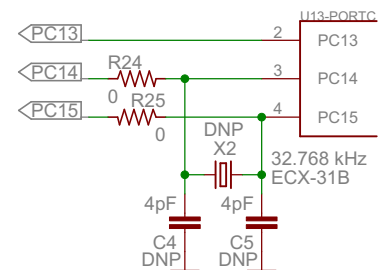 U13-PORTC
PC13
2
PC13
R24
PC14
3
PC14
0
R25
PC15
4
PC15
0
DNP
X2
32.768 kHz
ECX-31B
4pF
4pF
C4
C5
DNP
DNP